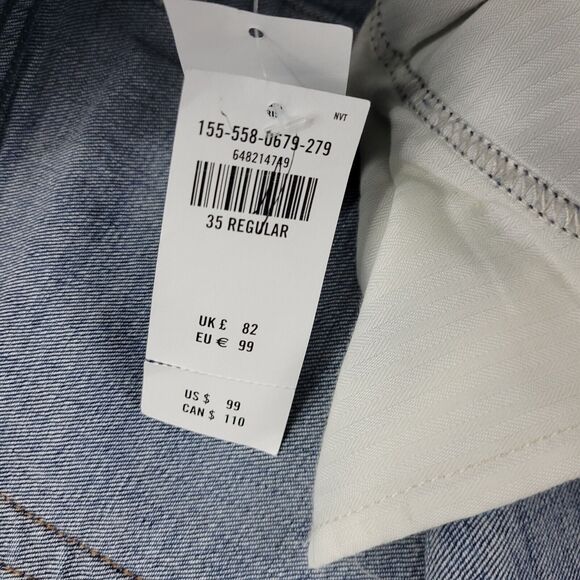 NVT
155-558-0679-279
648214749
35 REGULAR
UK £ 82
EU € 99
US $ 99
CAN $ 110